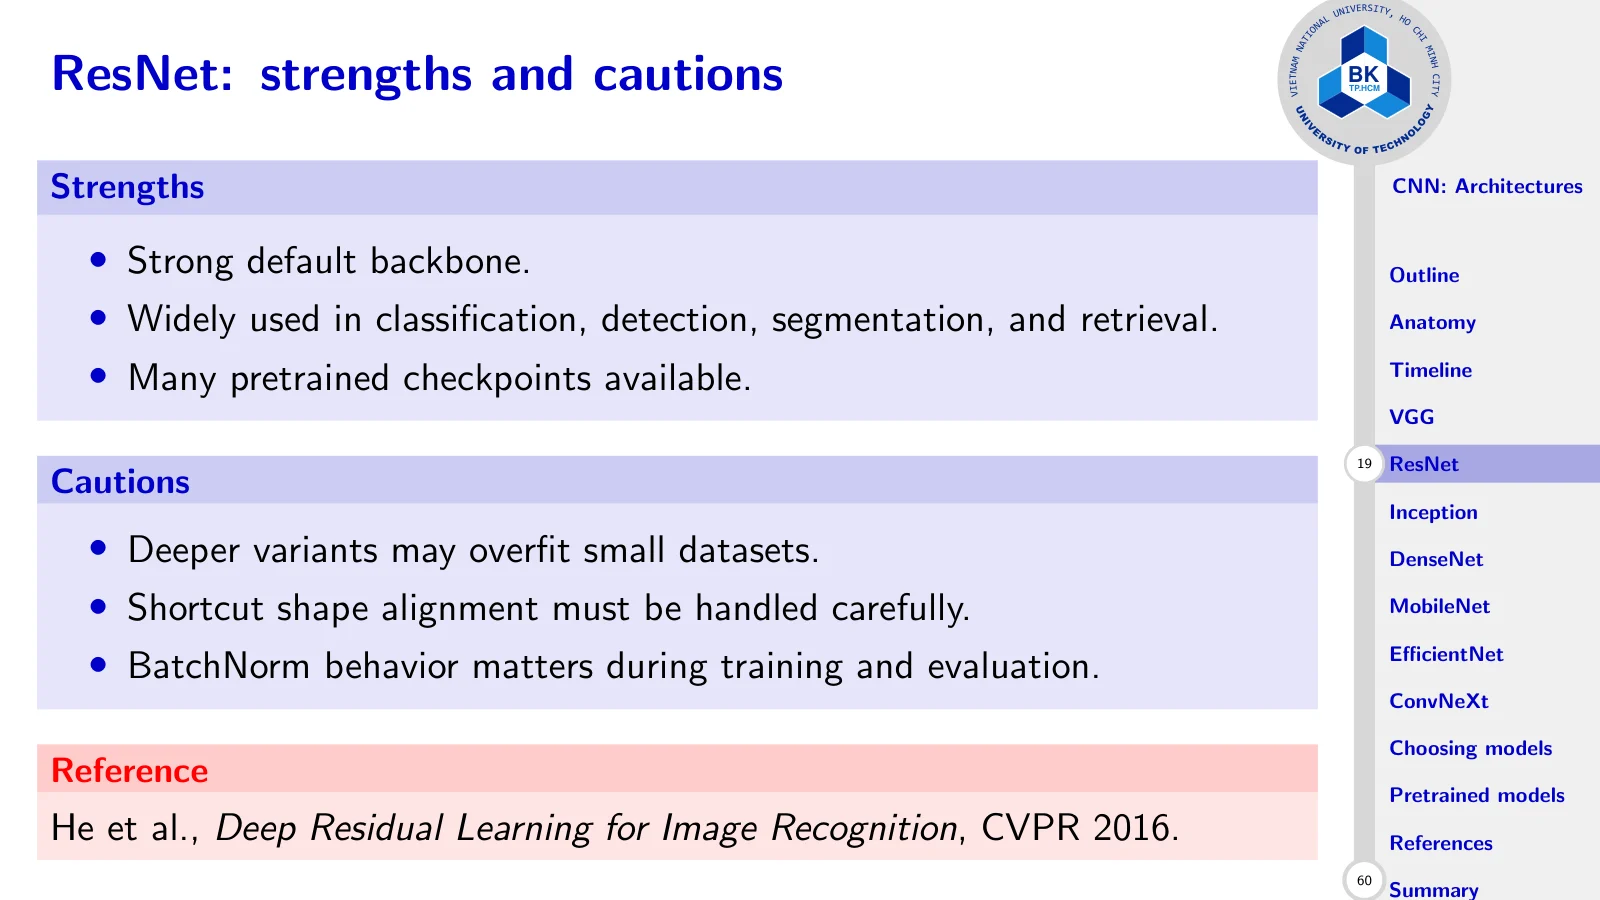 ResNet: strengths and cautions
Strengths
• Strong default backbone.
• Widely used in classification, detection, segmentation, and retrieval.
• Many pretrained checkpoints available.
Cautions
• Deeper variants may overfit small datasets.
• Shortcut shape alignment must be handled carefully.
• BatchNorm behavior matters during training and evaluation.
Reference
He et al., Deep Residual Learning for Image Recognition, CVPR 2016.
VIETNAM NATIONAL UNIVERSITY, HO CHI MINH CITY
BK
TP.HCM
UNIVERSITY OF TECHNOLOGY
CNN: Architectures
Outline
Anatomy
Timeline
VGG
19 ResNet
Inception
DenseNet
MobileNet
EfficientNet
ConvNeXt
Choosing models
Pretrained models
References
60 Summary